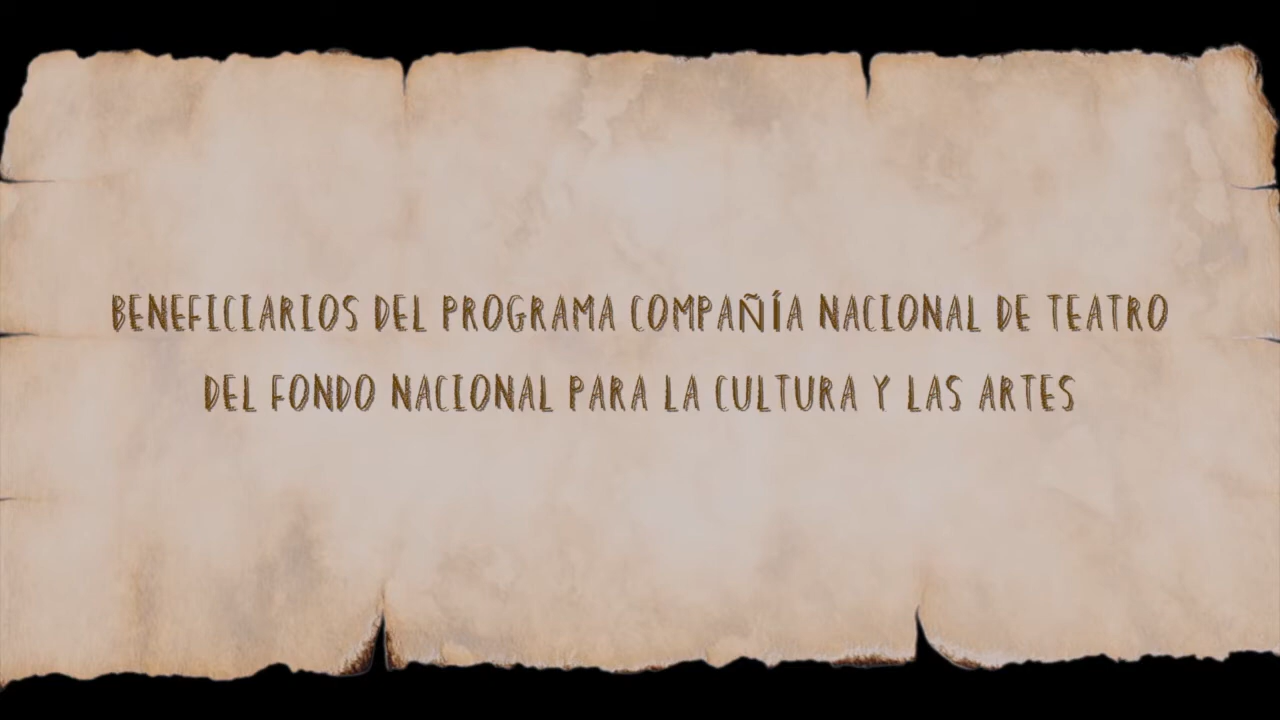 BENEFICIARIOS DEL PROGRAMA COMPAÑÍA NACIONAL DE TEATRO
DEL FONDO NACIONAL PARA LA CULTURA Y LAS ARTES